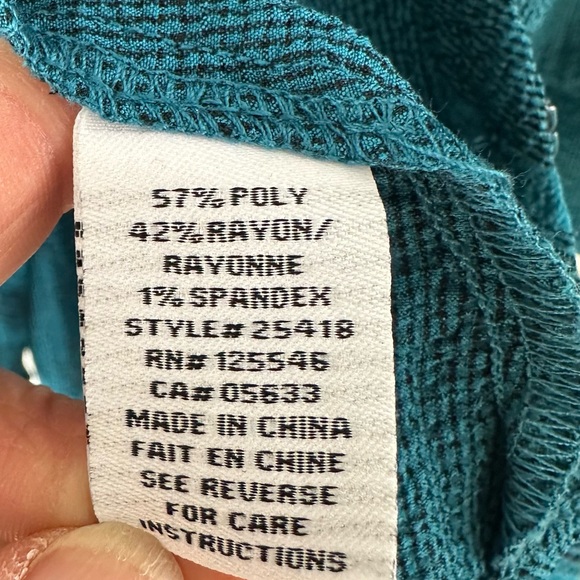 57% POLY
42% RAYON/
RAYONNE
1% SPANDEX
STYLE# 25418
RN# 125546
CA# 05633
MADE IN CHINA
FAIT EN CHINE
SEE REVERSE
FOR CARE
INSTRUCTIONS